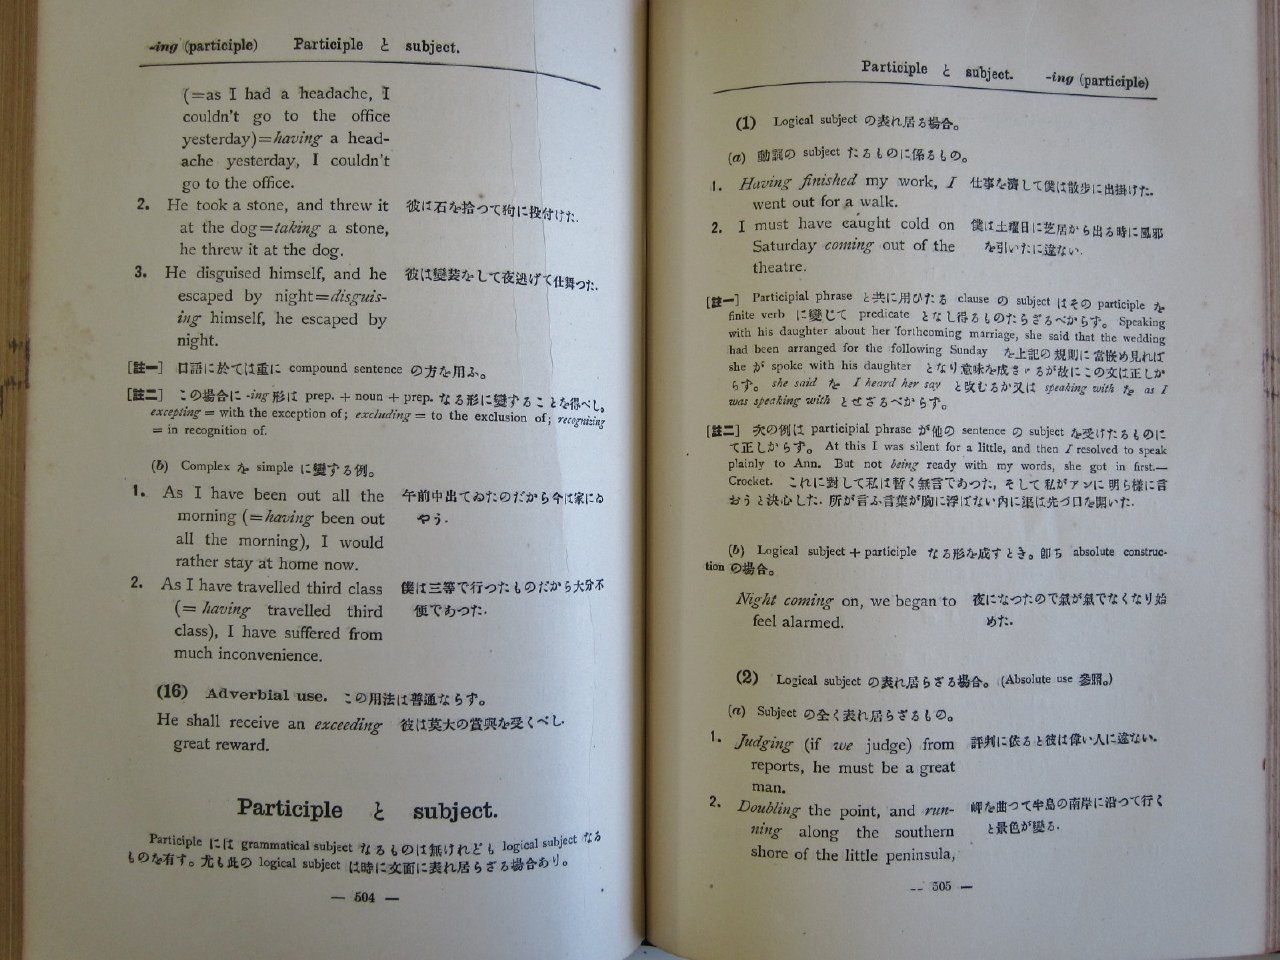 -ing (participle) Participle と subject.
(=as I had a headache, I
couldn't go to the office
yesterday)=having a head-
ache yesterday, I couldn't
go to the office.
2. He took a stone, and threw it 彼は石を拾つて狗に投付けた.
at the dog=taking a stone,
he threw it at the dog.
3. He disguised himself, and he 彼は變裝をして夜逃げて仕舞つた.
escaped by night=disguis-
ing himself, he escaped by
night.
[註一] 口語に於ては重に compound sentence の方を用ふ。
[註二] この場合に -ing 形は prep. + noun + prep. なる形に變ずることを得べし。
excepting = with the exception of; excluding = to the exclusion of; recognizing
= in recognition of.
(b) Complex を simple に變ずる例。
1. As I have been out all the 午前中出てゐたのだから今は家にゐ
morning (=having been out やう.
all the morning), I would
rather stay at home now.
2. As I have travelled third class 僕は三等で行つたものだから大分不
(= having travelled third 便であつた.
class), I have suffered from
much inconvenience.
(16) Adverbial use. この用法は普通ならず。
He shall receive an exceeding 彼は莫大の賞與を受くべし.
great reward.
Participle と subject.
Participle には grammatical subject なるものは無けれども logical subject なる
ものを有す。尤も此の logical subject は時に文面に表れ居らざる場合あり。
— 504 —
Participle と subject. -ing (participle)
(1) Logical subject の表れ居る場合。
(a) 動詞の subject たるものに係るもの。
1. Having finished my work, I 仕事を濟して僕は散步に出掛けた.
went out for a walk.
2. I must have caught cold on 僕は土曜日に芝居から出る時に風邪
Saturday coming out of the を引いたに違ない.
theatre.
[註一] Participial phrase と共に用ひたる clause の subject はその participle を
finite verb に變じて predicate となし得るものたらざるべからず。 Speaking
with his daughter about her forthcoming marriage, she said that the wedding
had been arranged for the following Sunday を上記の規則に當嵌め見れば
she が spoke with his daughter となり意味を成さざるが故にこの文は正しか
らず。 she said を I heard her say と改むるか又は speaking with を as I
was speaking with とせざるべからず。
[註二] 次の例は participial phrase が他の sentence の subject を受けたるものに
て正しからず。 At this I was silent for a little, and then I resolved to speak
plainly to Ann. But not being ready with my words, she got in first.—
Crocket. これに對して私は暫く無言であつた, そして私がアンに明ら樣に言
おうと決心した. 所が言ふ言葉が胸に浮ばない內に渠は先づ口を開いた.
(b) Logical subject + participle なる形を成すとき。卽ち absolute construc-
tion の場合。
Night coming on, we began to 夜になつたので氣が氣でなくなり始
feel alarmed. めた.
(2) Logical subject の表れ居らざる場合。 (Absolute use 參照。)
(a) Subject の全く表れ居らざるもの。
1. Judging (if we judge) from 評判に依ると彼は偉い人に違ない.
reports, he must be a great
man.
2. Doubling the point, and run- 岬を曲つて半島の南岸に沿つて行く
ning along the southern と景色が變る.
shore of the little peninsula,
— 505 —